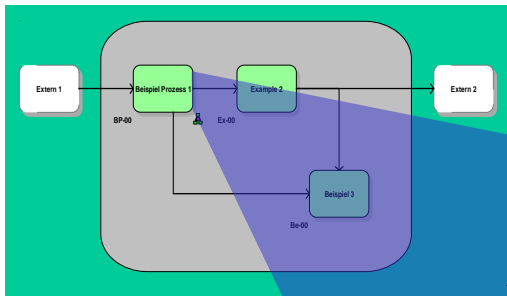 Extern 1
Beispiel Prozess 1
Example 2
Extern 2
BP-00
Ex-00
Beispiel 3
Be-00